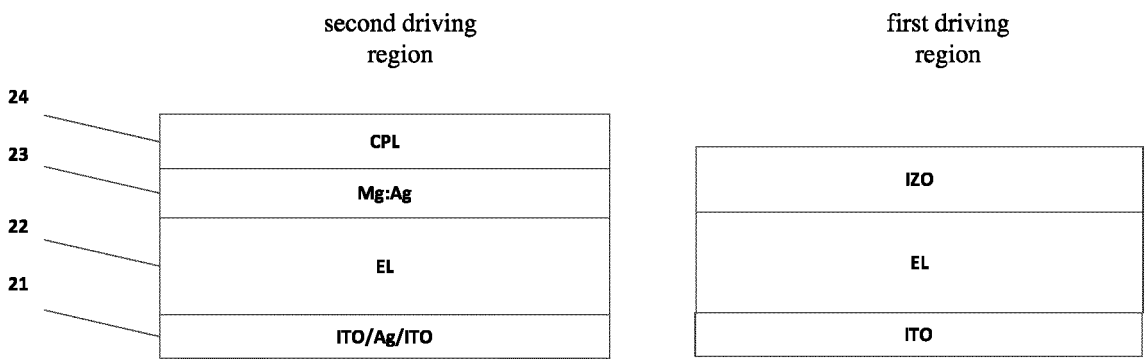 second driving
region
first driving
region
24
CPL
23
IZO
Mg:Ag
22
EL
EL
21
ITO/Ag/ITO
ITO